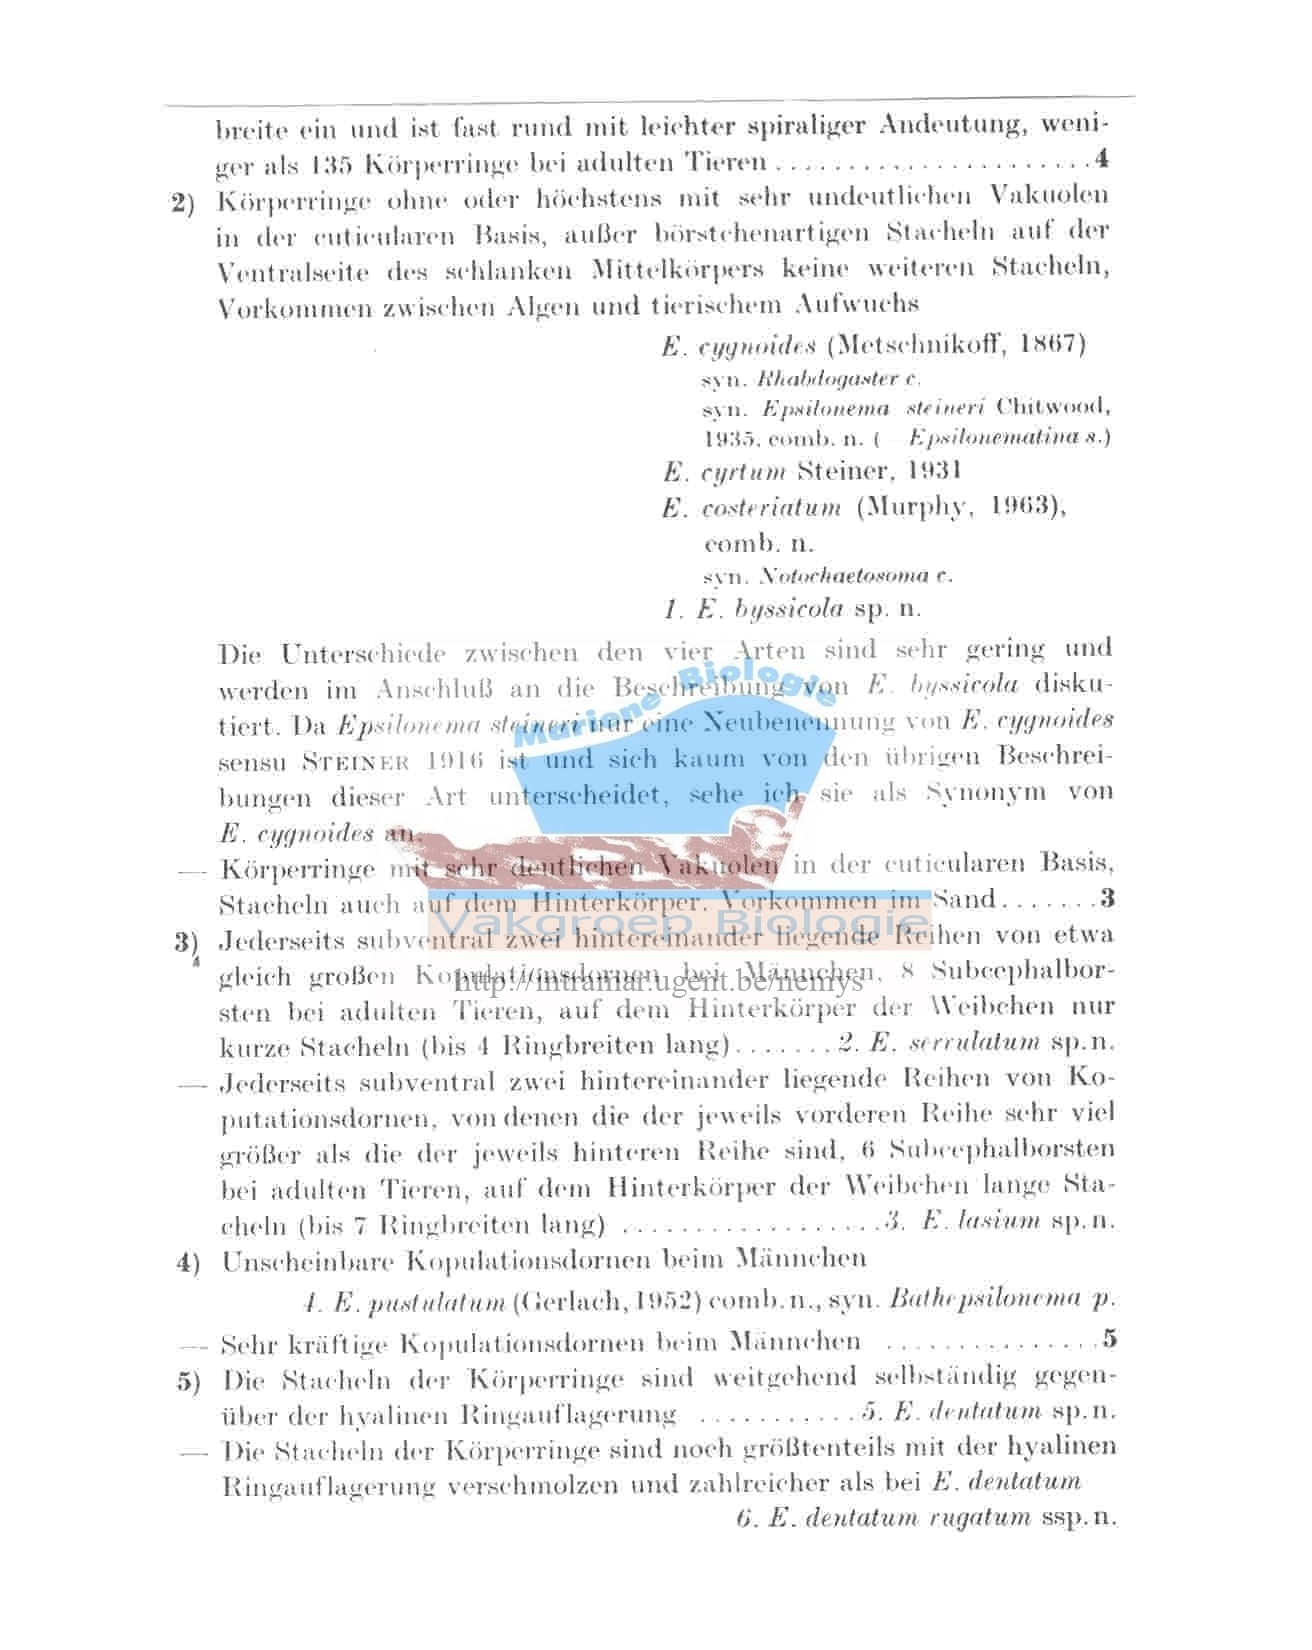 breite ein und ist fast rund mit leichter spiraliger Andeutung, weni-
ger als 135 Körperringe bei adulten Tieren ......................4
2) Körperringe ohne oder höchstens mit sehr undeutlichen Vakuolen
in der cuticularen Basis, außer börstchenartigen Stacheln auf der
Ventralseite des schlanken Mittelkörpers keine weiteren Stacheln,
Vorkommen zwischen Algen und tierischem Aufwuchs
E. cygnoides (Metschnikoff, 1867)
syn. Rhabdogaster c.
syn. Epsilonema steineri Chitwood,
1935, comb. n. ( Epsilonematina s.)
E. cyrtum Steiner, 1931
E. costeriatum (Murphy, 1963),
comb. n.
syn. Notochaetosoma c.
1. E. byssicola sp. n.
Die Unterschiede zwischen den vier Arten sind sehr gering und
werden im Anschluß an die Beschreibung von E. byssicola disku-
tiert. Da Epsilonema steineri nur eine Neubenennung von E. cygnoides
sensu STEINER 1916 ist und sich kaum von den übrigen Beschrei-
bungen dieser Art unterscheidet, sehe ich sie als Synonym von
E. cygnoides an.
— Körperringe mit sehr deutlichen Vakuolen in der cuticularen Basis,
Stacheln auch auf dem Hinterkörper. Vorkommen im Sand.......3
3) Jederseits subventral zwei hintereinander liegende Reihen von etwa
gleich großen Kopulationsdornen bei Männchen, 8 Subcephalbor-
sten bei adulten Tieren, auf dem Hinterkörper der Weibchen nur
kurze Stacheln (bis 4 Ringbreiten lang).......2. E. serrulatum sp.n.
— Jederseits subventral zwei hintereinander liegende Reihen von Ko-
putationsdornen, von denen die der jeweils vorderen Reihe sehr viel
größer als die der jeweils hinteren Reihe sind, 6 Subcephalborsten
bei adulten Tieren, auf dem Hinterkörper der Weibchen lange Sta-
cheln (bis 7 Ringbreiten lang) ..................3. E. lasium sp.n.
4) Unscheinbare Kopulationsdornen beim Männchen
4. E. pustulatum (Gerlach, 1952) comb.n., syn. Bathepsilonema p.
— Sehr kräftige Kopulationsdornen beim Männchen ...............5
5) Die Stacheln der Körperringe sind weitgehend selbständig gegen-
über der hyalinen Ringauflagerung ...........5. E. dentatum sp.n.
— Die Stacheln der Körperringe sind noch größtenteils mit der hyalinen
Ringauflagerung verschmolzen und zahlreicher als bei E. dentatum
6. E. dentatum rugatum ssp.n.
Mariene Biologie
Vakgroep Biologie
http://intramar.ugent.be/nemys